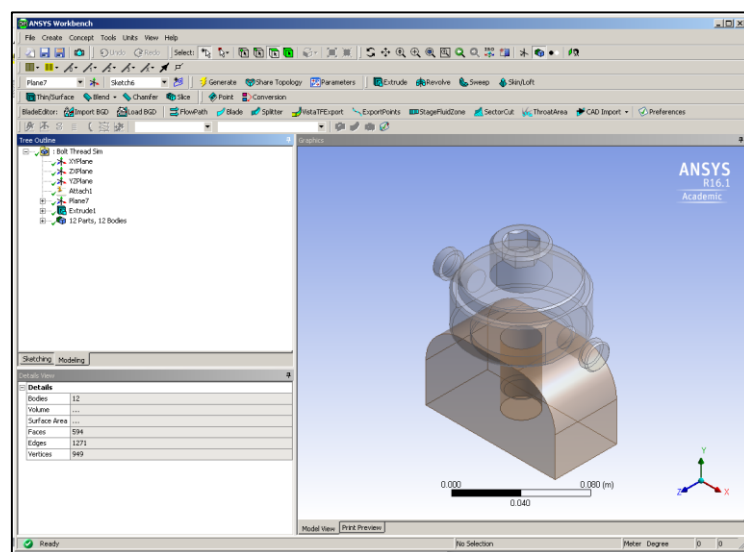 ANSYS Workbench
File Create Concept Tools Units View Help
Undo Redo Select:
Plane7 Sketch6 Generate Share Topology Parameters Extrude Revolve Sweep Skin/Loft
Thin/Surface Blend Chamfer Slice Point Conversion
BladeEditor: Import BGD Load BGD FlowPath Blade Splitter VistaTFExport ExportPoints StageFluidZone SectorCut ThroatArea CAD Import Preferences
Tree Outline
Bolt Thread Sim
XYPlane
ZXPlane
YZPlane
Attach1
Plane7
Extrude1
12 Parts, 12 Bodies
Sketching Modeling
Details View
Details
Bodies 12
Volume ...
Surface Area ...
Faces 594
Edges 1271
Vertices 949
Graphics
ANSYS
R16.1
Academic
0.000 0.080 (m)
0.040
Y
Z X
Model View Print Preview
Ready No Selection Meter Degree 0 0